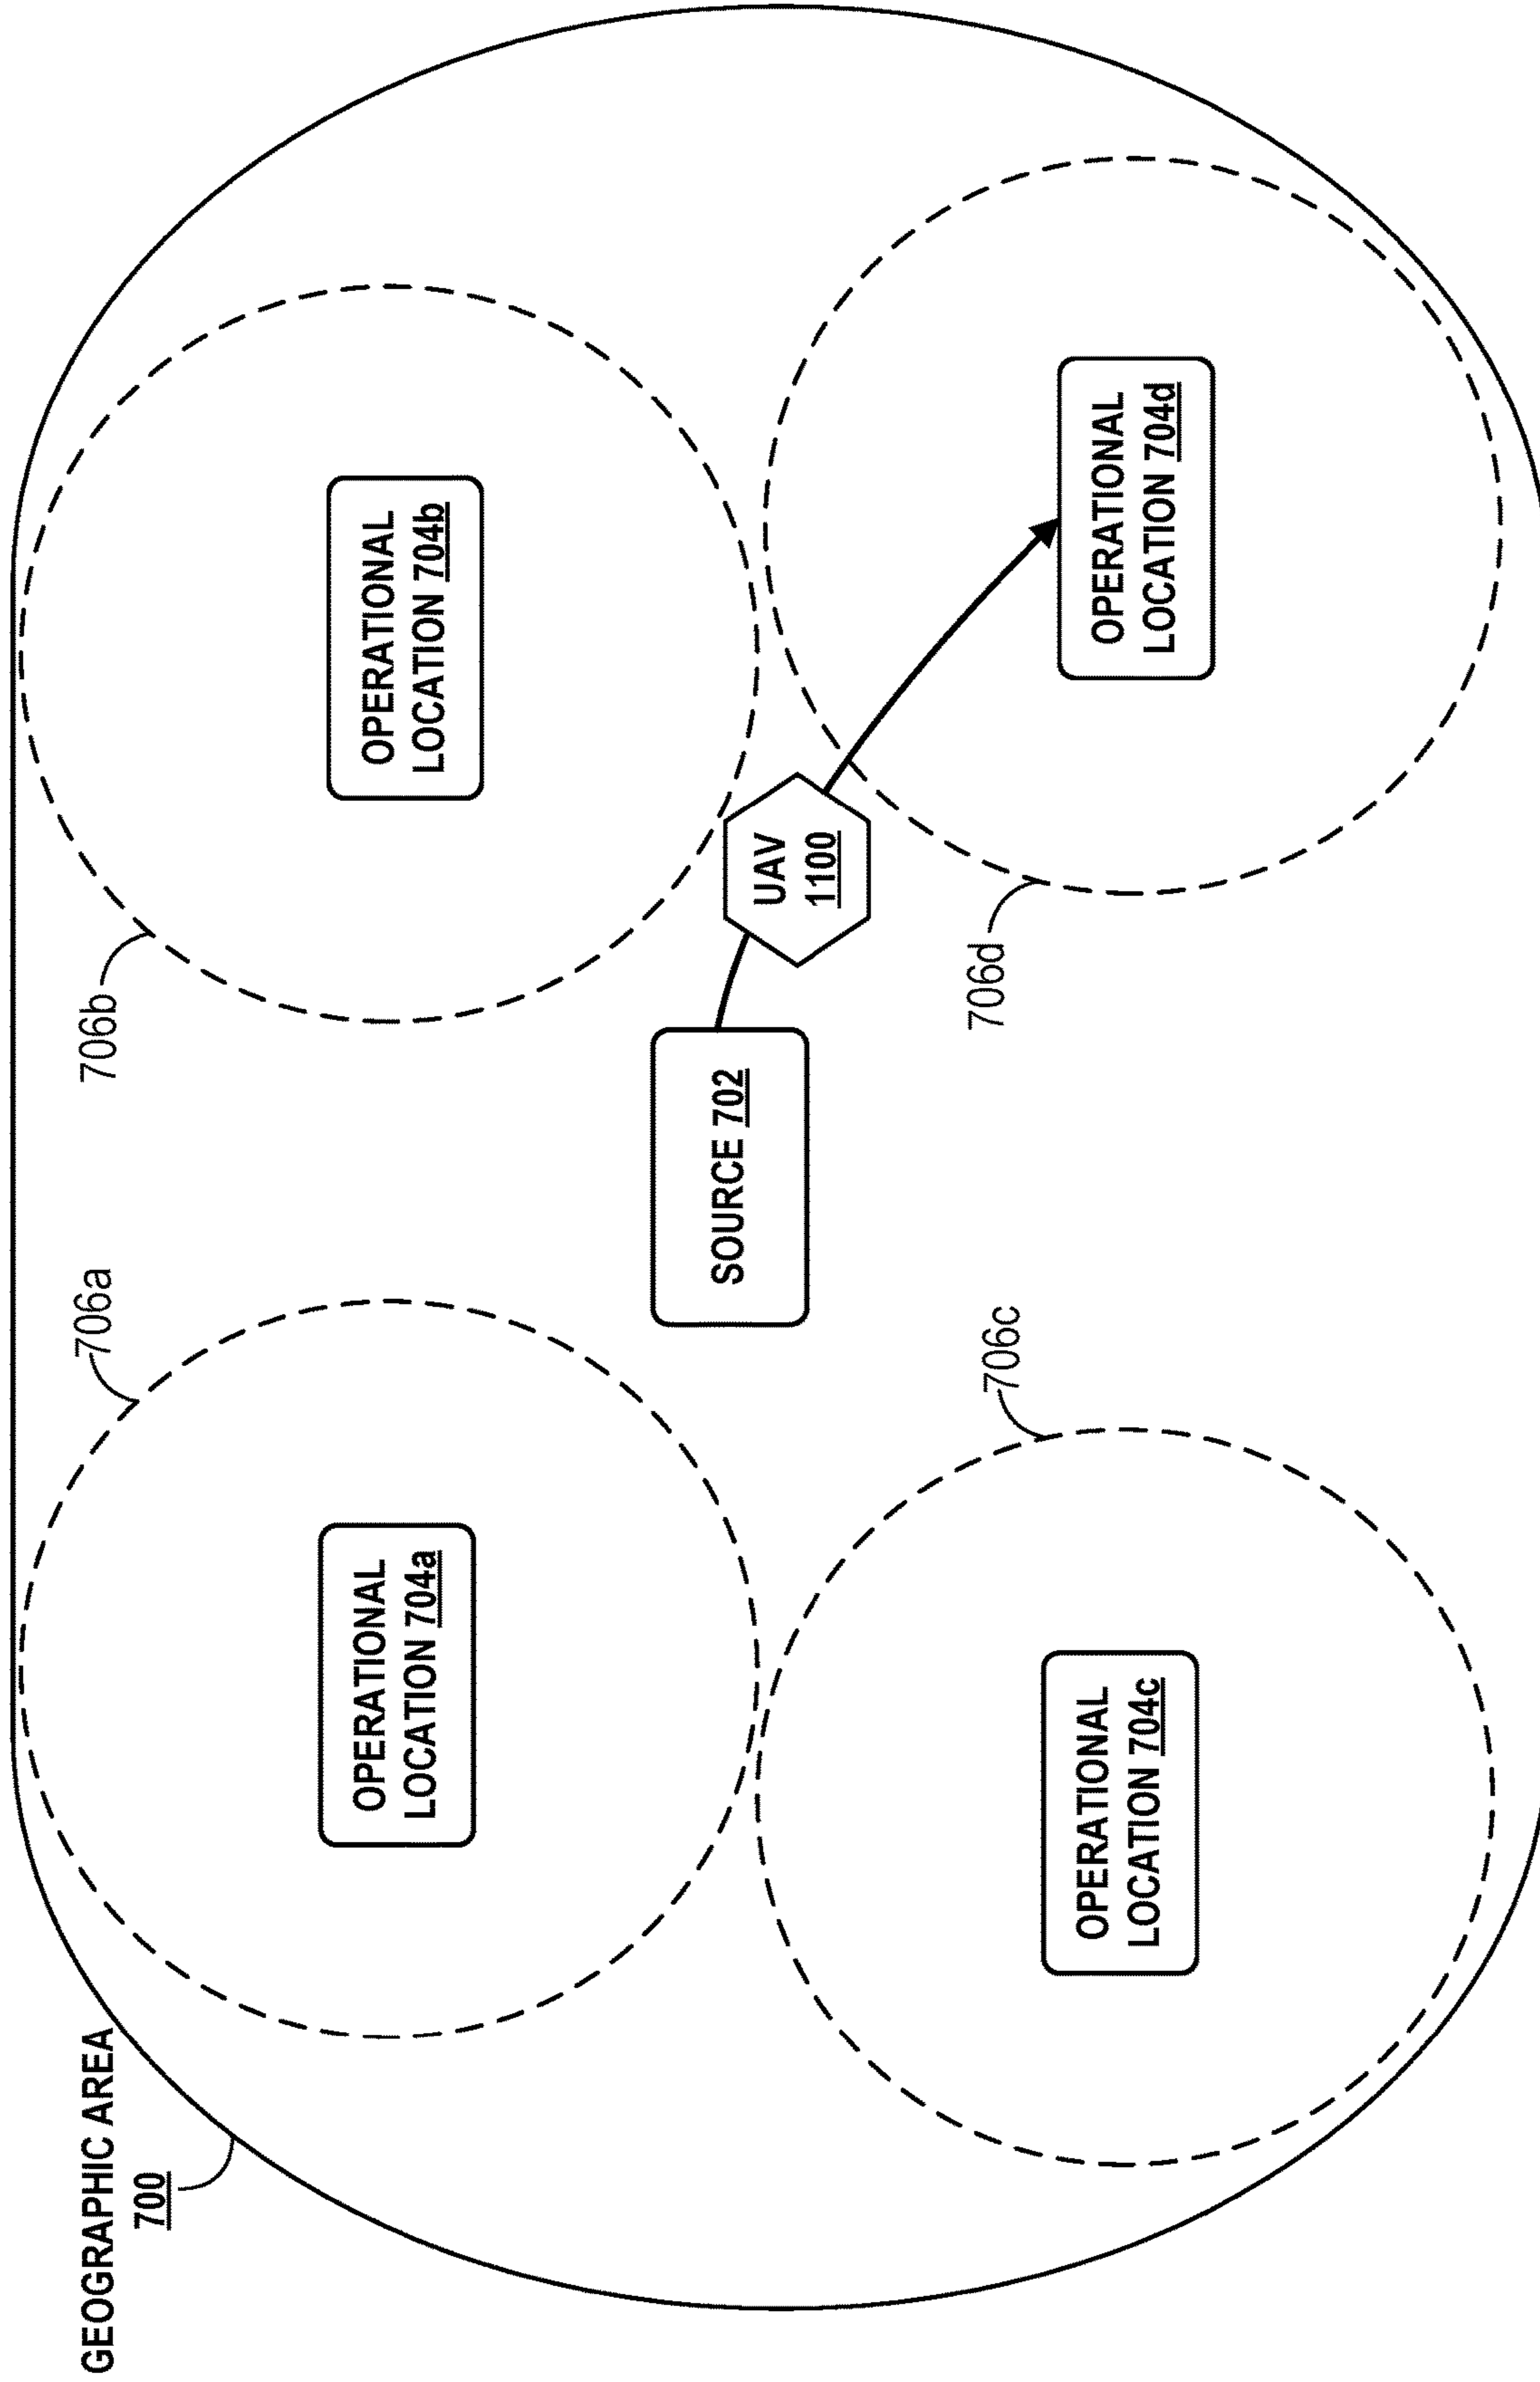 GEOGRAPHIC AREA
700
706a
706b
OPERATIONAL
LOCATION 704a
OPERATIONAL
LOCATION 704b
SOURCE 702
UAV
1100
706c
706d
OPERATIONAL
LOCATION 704c
OPERATIONAL
LOCATION 704d